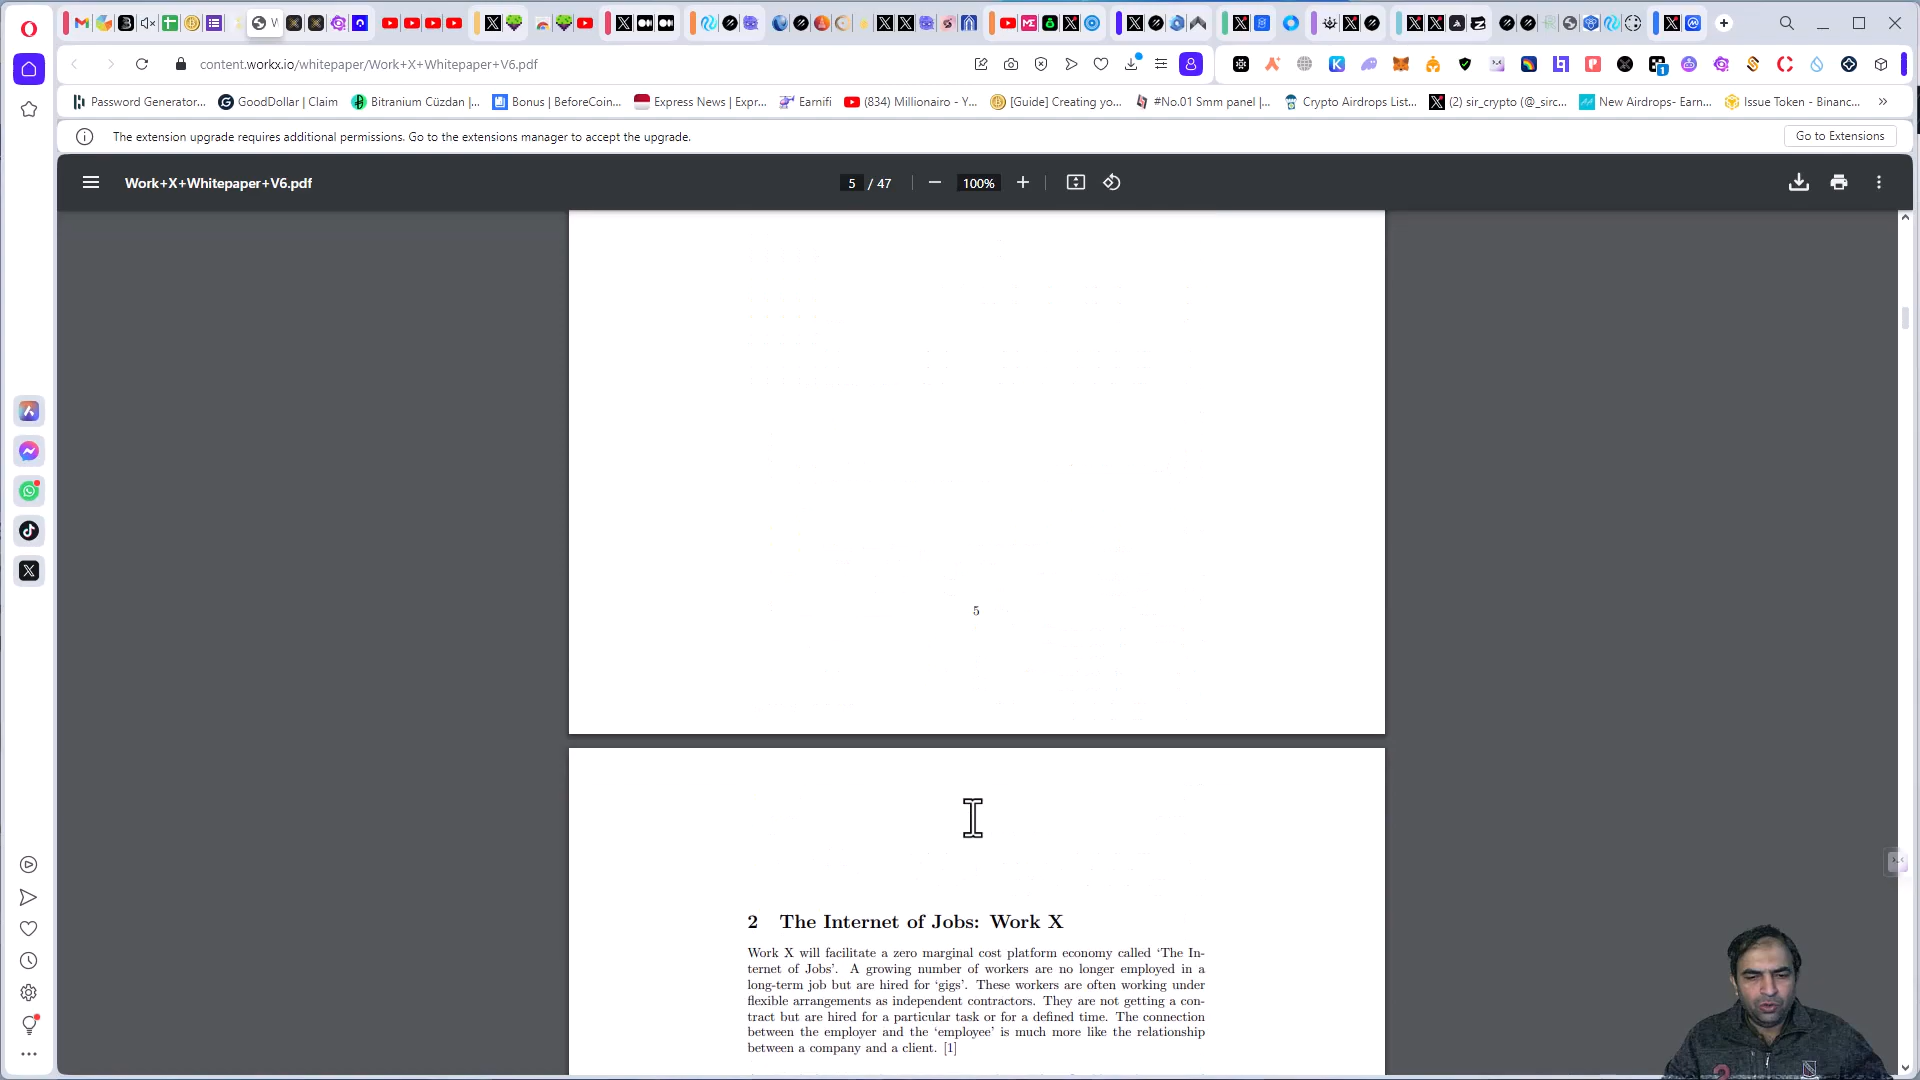 content.workx.io/whitepaper/Work+X+Whitepaper+V6.pdf
Password Generator... GoodDollar | Claim Bitranium Cüzdan |... Bonus | BeforeCoin... Express News | Expr... Earnifi (834) Millionairo - Y... [Guide] Creating yo... #No.01 Smm panel |... Crypto Airdrops List... (2) sir_crypto (@_sirc... New Airdrops- Earn... Issue Token - Binanc...
The extension upgrade requires additional permissions. Go to the extensions manager to accept the upgrade.
Go to Extensions
Work+X+Whitepaper+V6.pdf
5 / 47
100%
5
2 The Internet of Jobs: Work X
Work X will facilitate a zero marginal cost platform economy called ‘The In-
ternet of Jobs’. A growing number of workers are no longer employed in a
long-term job but are hired for ‘gigs’. These workers are often working under
flexible arrangements as independent contractors. They are not getting a con-
tract but are hired for a particular task or for a defined time. The connection
between the employer and the ‘employee’ is much more like the relationship
between a company and a client. [1]